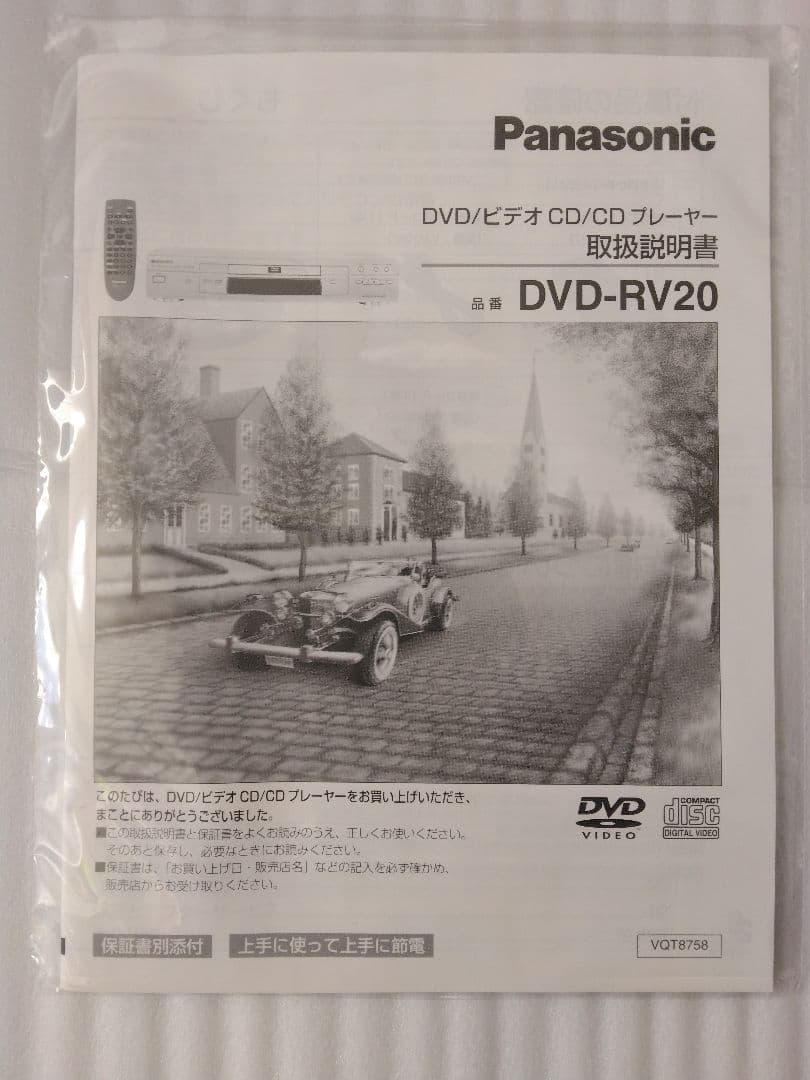 Panasonic
DVD/ビデオ CD/CD プレーヤー
取扱説明書
品番 DVD-RV20
このたびは、DVD/ビデオ CD/CD プレーヤーをお買い上げいただき、
まことにありがとうございました。
■この取扱説明書と保証書をよくお読みのうえ、正しくお使いください。
そのあと保存し、必要なときにお読みください。
■保証書は、「お買い上げ日・販売店名」などの記入を必ず確かめ、
販売店からお受け取りください。
DVD
VIDEO
COMPACT
disc
DIGITAL VIDEO
保証書別添付
上手に使って上手に節電
VQT8758